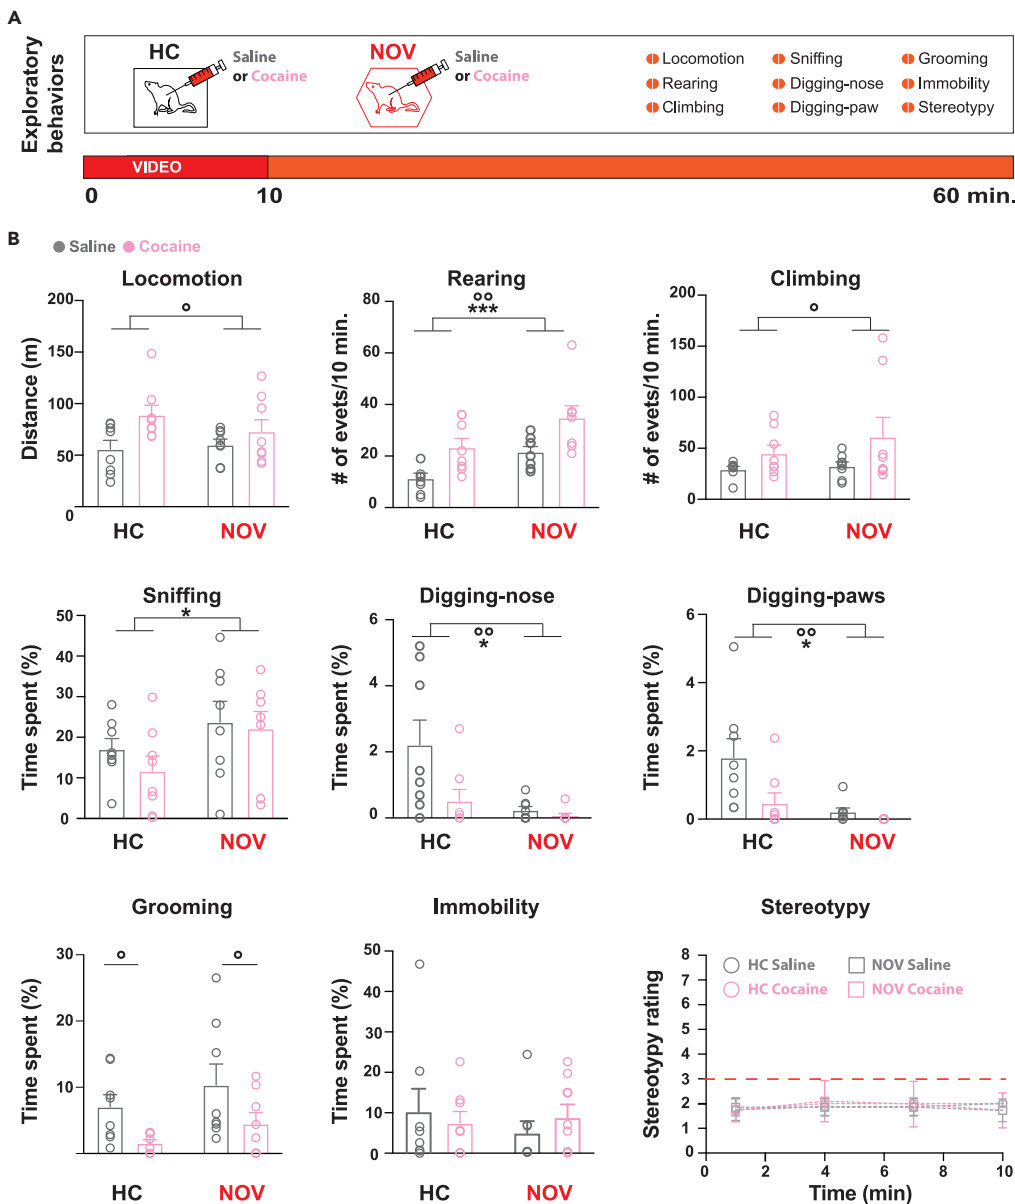 A
Exploratory
behaviors
HC
Saline
or Cocaine
NOV
Saline
or Cocaine
Locomotion
Sniffing
Grooming
Rearing
Digging-nose
Immobility
Climbing
Digging-paw
Stereotypy
VIDEO
0
10
60 min.
B
Saline
Cocaine
Locomotion
Distance (m)
200
150
100
50
0
°
HC
NOV
Rearing
# of evets/10 min.
80
60
40
20
0
°°
***
HC
NOV
Climbing
# of evets/10 min.
200
150
100
50
0
°
HC
NOV
Sniffing
Time spent (%)
50
40
30
20
10
0
*
HC
NOV
Digging-nose
Time spent (%)
6
4
2
0
°°
*
HC
NOV
Digging-paws
Time spent (%)
6
4
2
0
°°
*
HC
NOV
Grooming
Time spent (%)
30
20
10
°
°
HC
NOV
Immobility
Time spent (%)
50
40
30
20
10
0
HC
NOV
Stereotypy
Stereotypy rating
8
7
6
5
4
3
2
1
0
HC Saline
NOV Saline
HC Cocaine
NOV Cocaine
0
2
4
6
8
10
Time (min)